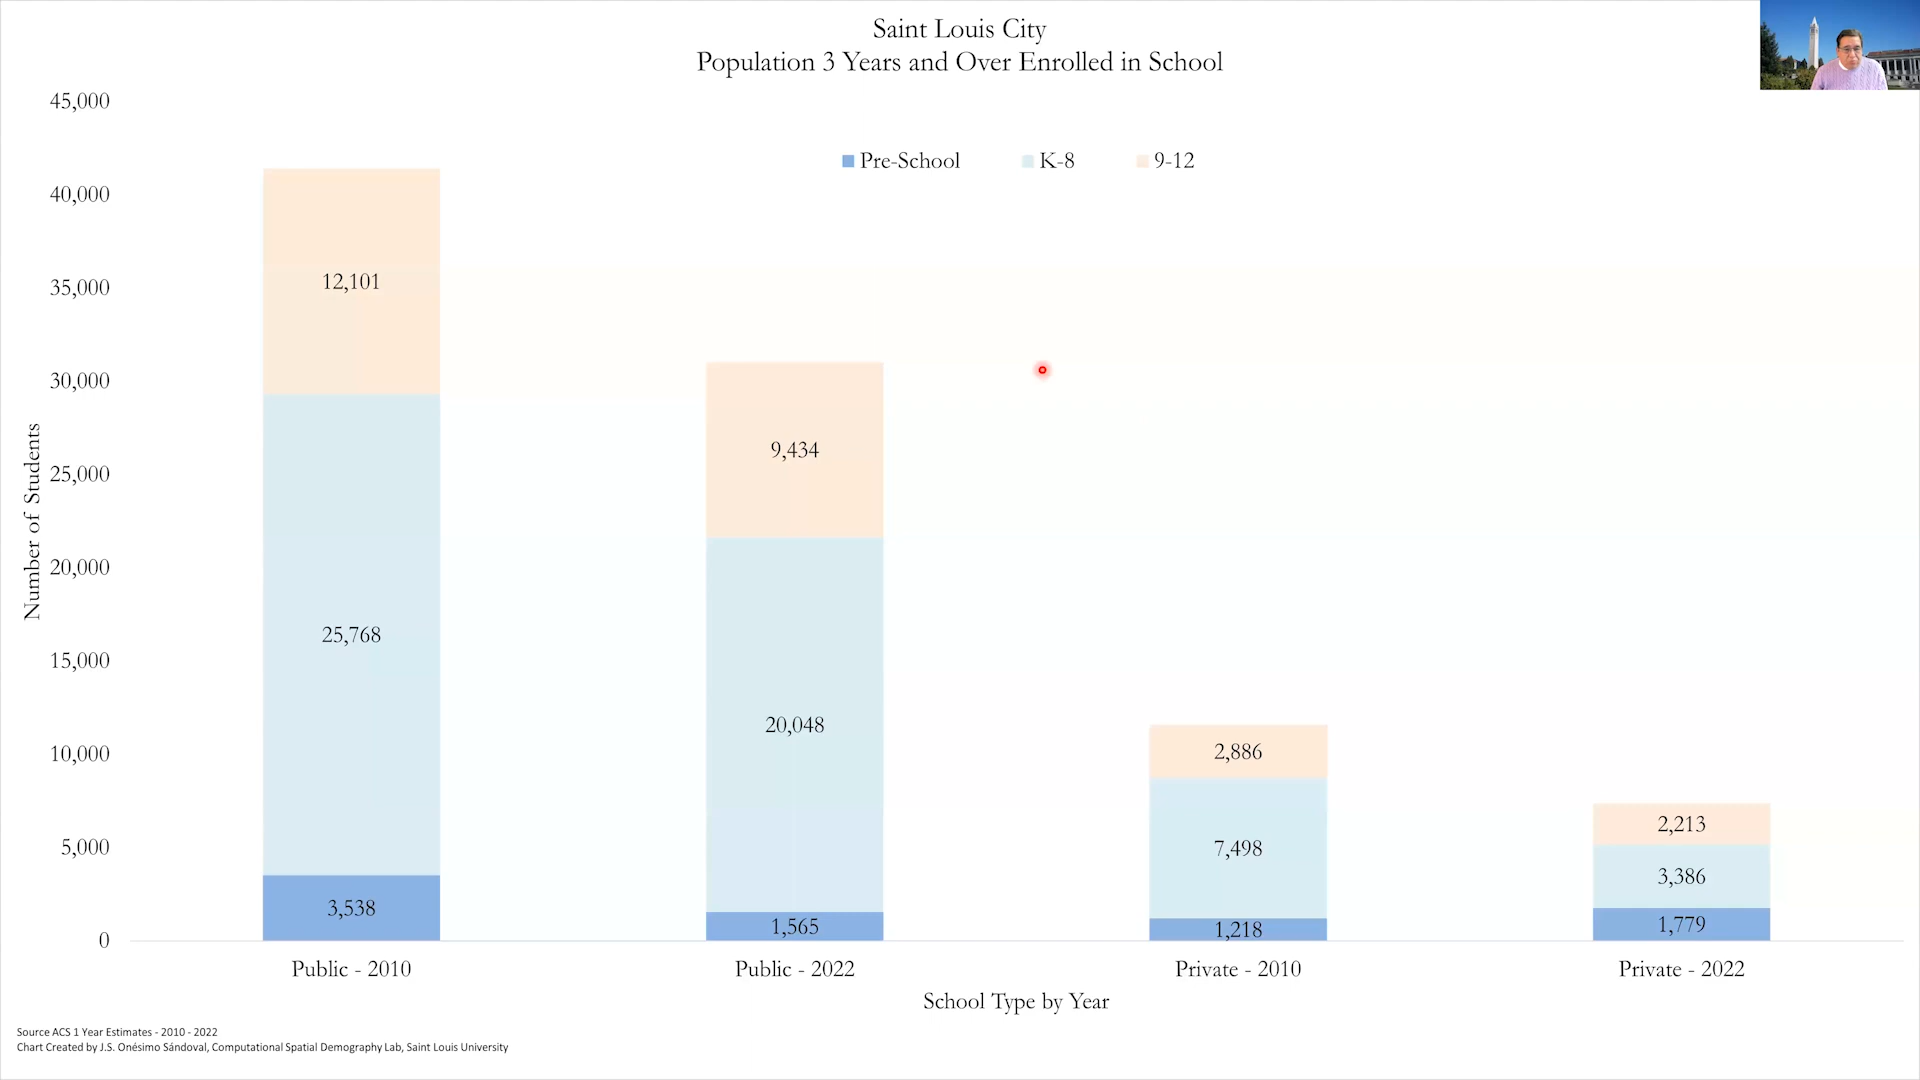 Saint Louis City
Population 3 Years and Over Enrolled in School
Pre-School K-8 9-12
45,000
40,000
35,000
30,000
25,000
20,000
15,000
10,000
5,000
0
Number of Students
12,101
25,768
3,538
9,434
20,048
1,565
2,886
7,498
1,218
2,213
3,386
1,779
Public - 2010 Public - 2022 Private - 2010 Private - 2022
School Type by Year
Source ACS 1 Year Estimates - 2010 - 2022
Chart Created by J.S. Onésimo Sándoval, Computational Spatial Demography Lab, Saint Louis University